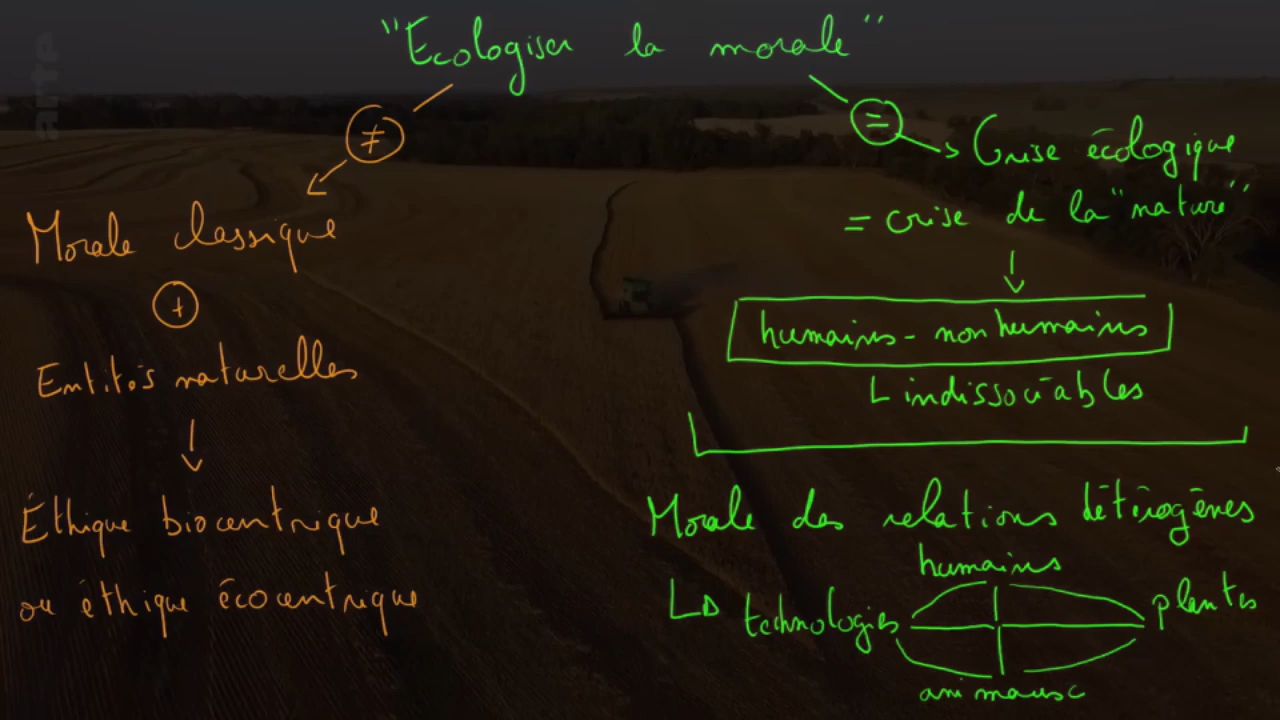 arte
"Ecologiser la morale"
≠
=
→ Crise écologique
= crise de la "nature"
Morale classique
+
Entités naturelles
↓
Éthique biocentrique
ou éthique écocentrique
↓
humains - non humains
L indissociables
Morale des relations hétérogènes
humains
L▷ technologies
plantes
animaux